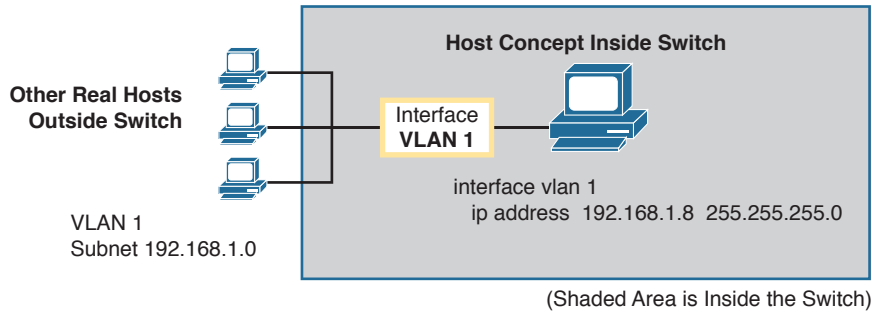 Host Concept Inside Switch
Other Real Hosts
Outside Switch
Interface
VLAN 1
interface vlan 1
ip address 192.168.1.8 255.255.255.0
VLAN 1
Subnet 192.168.1.0
(Shaded Area is Inside the Switch)